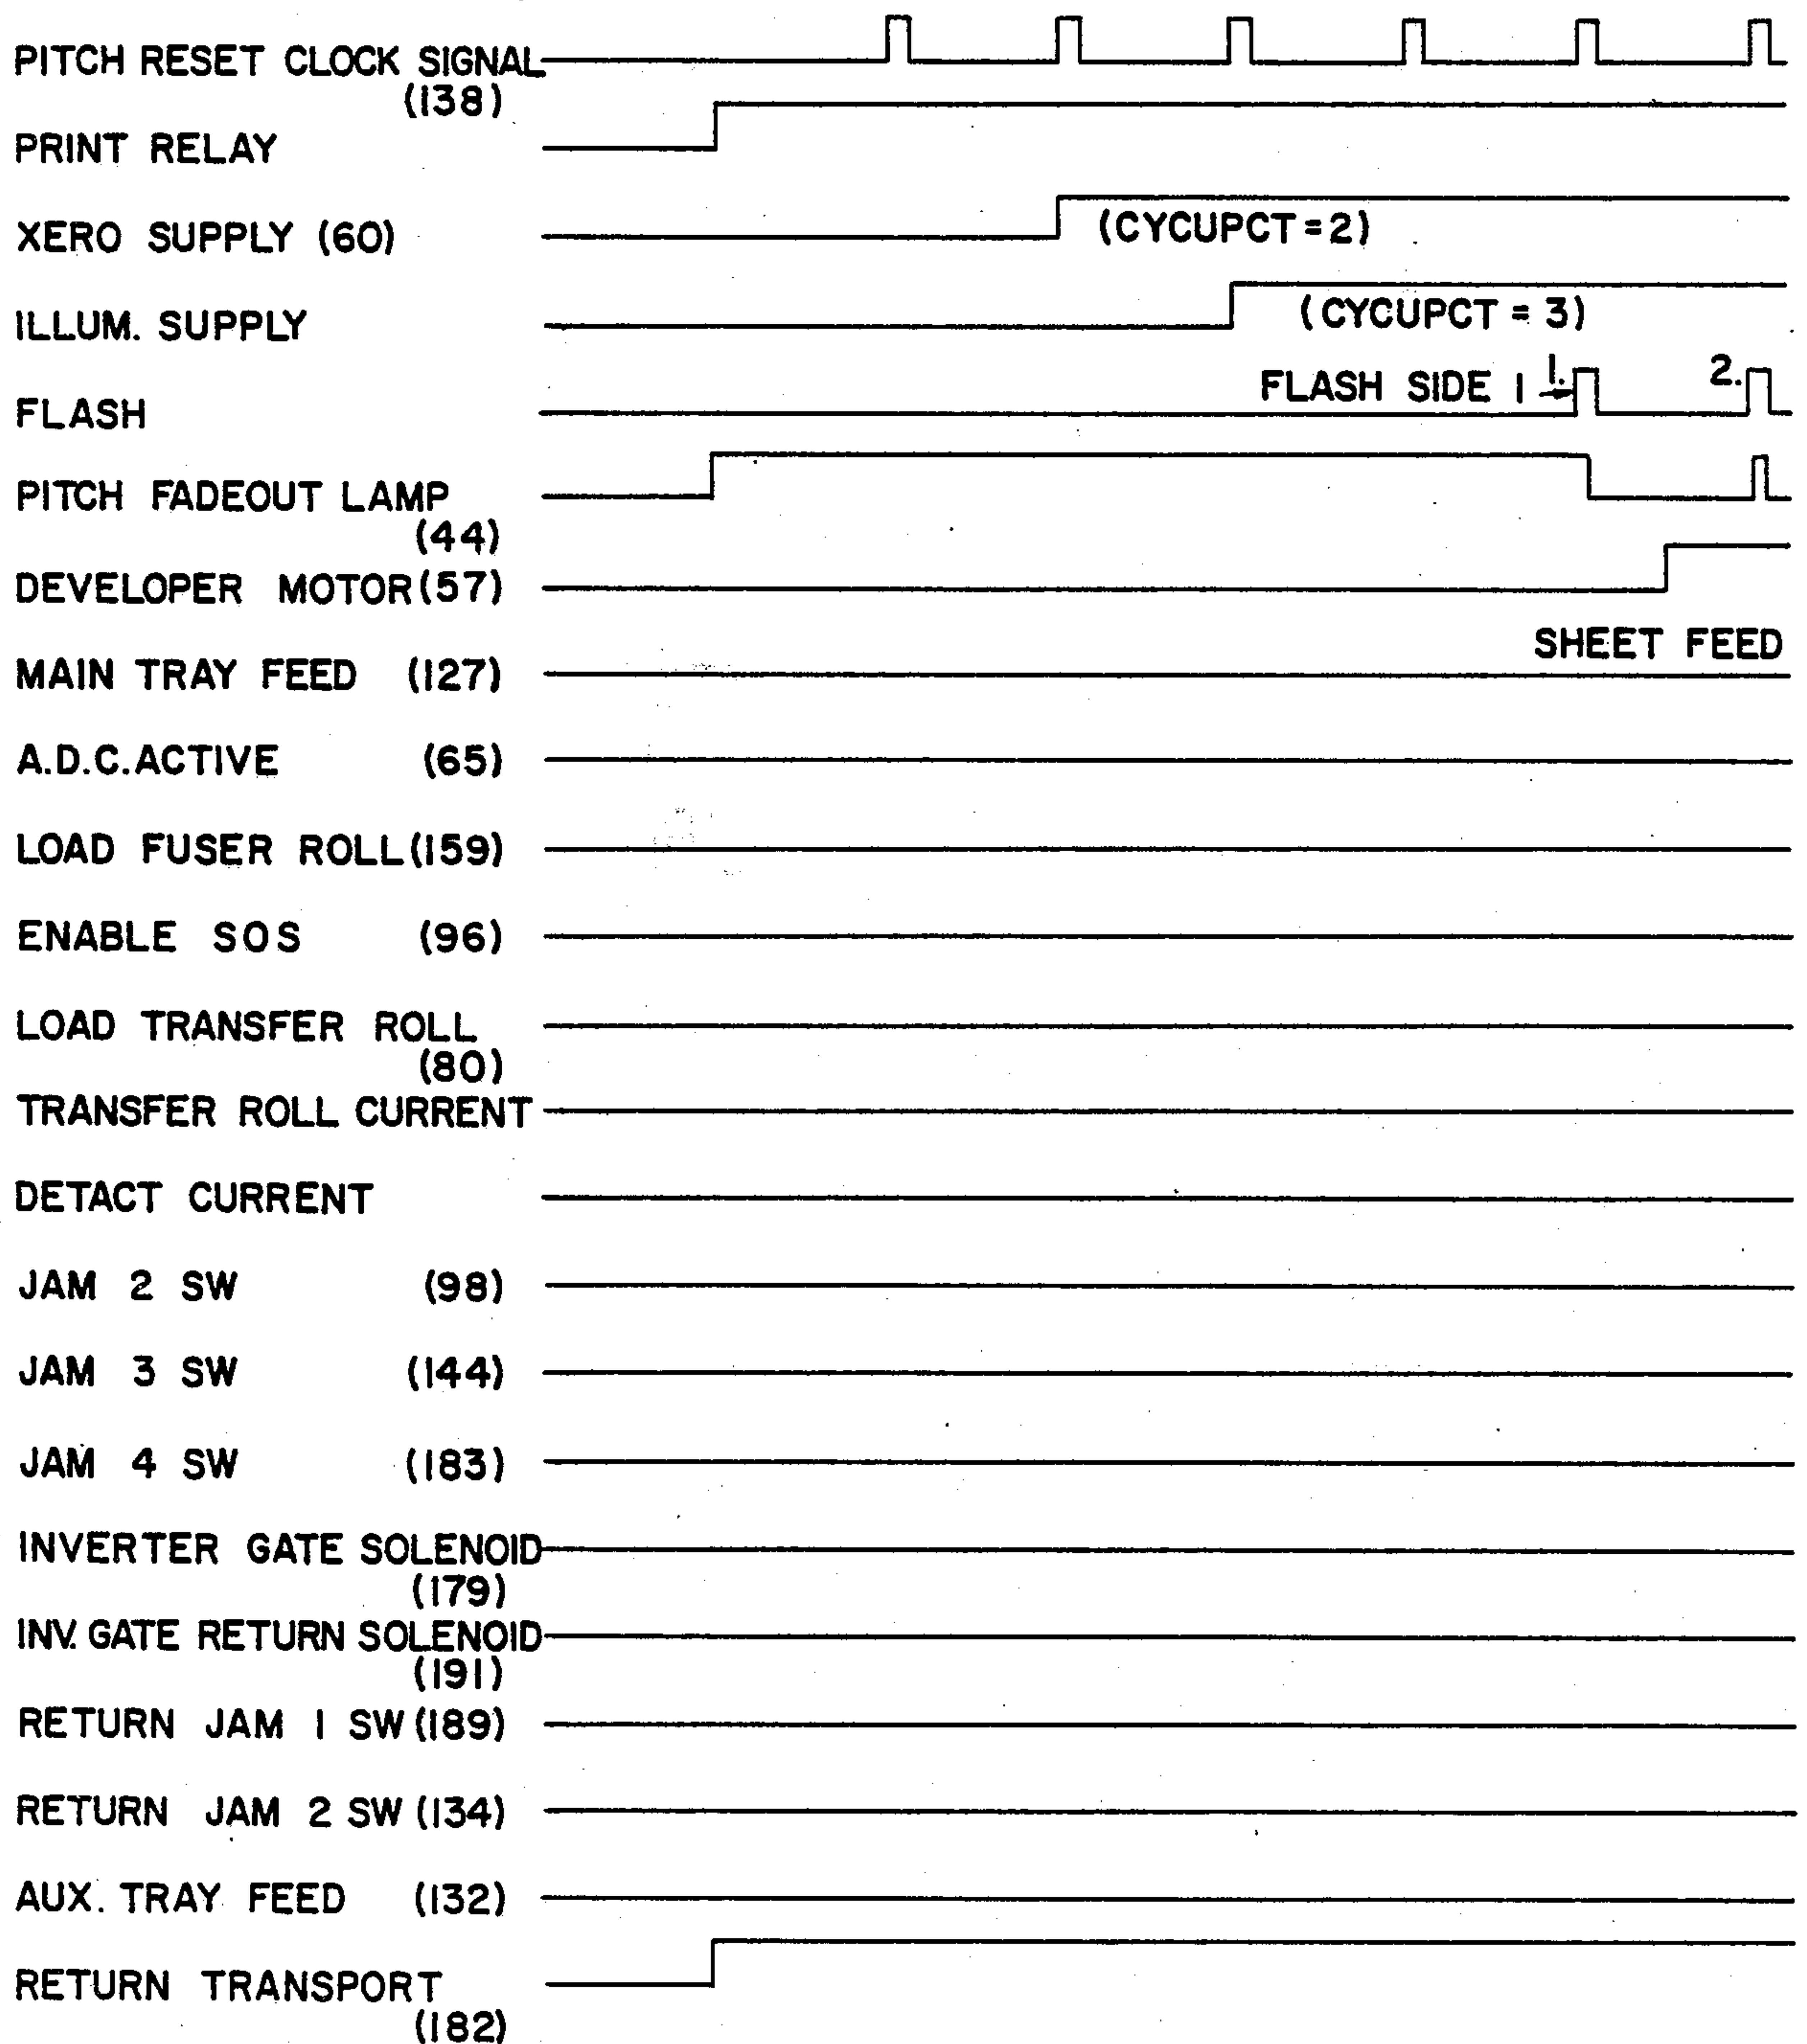 PITCH RESET CLOCK SIGNAL
(138)
PRINT RELAY
XERO SUPPLY (60)
(CYCUPCT = 2)
ILLUM. SUPPLY
(CYCUPCT = 3)
FLASH
FLASH SIDE 1
1.
2.
PITCH FADEOUT LAMP
(44)
DEVELOPER MOTOR (57)
SHEET FEED
MAIN TRAY FEED (127)
A.D.C. ACTIVE (65)
LOAD FUSER ROLL (159)
ENABLE SOS (96)
LOAD TRANSFER ROLL
(80)
TRANSFER ROLL CURRENT
DETACT CURRENT
JAM 2 SW (98)
JAM 3 SW (144)
JAM 4 SW (183)
INVERTER GATE SOLENOID
(179)
INV. GATE RETURN SOLENOID
(191)
RETURN JAM 1 SW (189)
RETURN JAM 2 SW (134)
AUX. TRAY FEED (132)
RETURN TRANSPORT
(182)